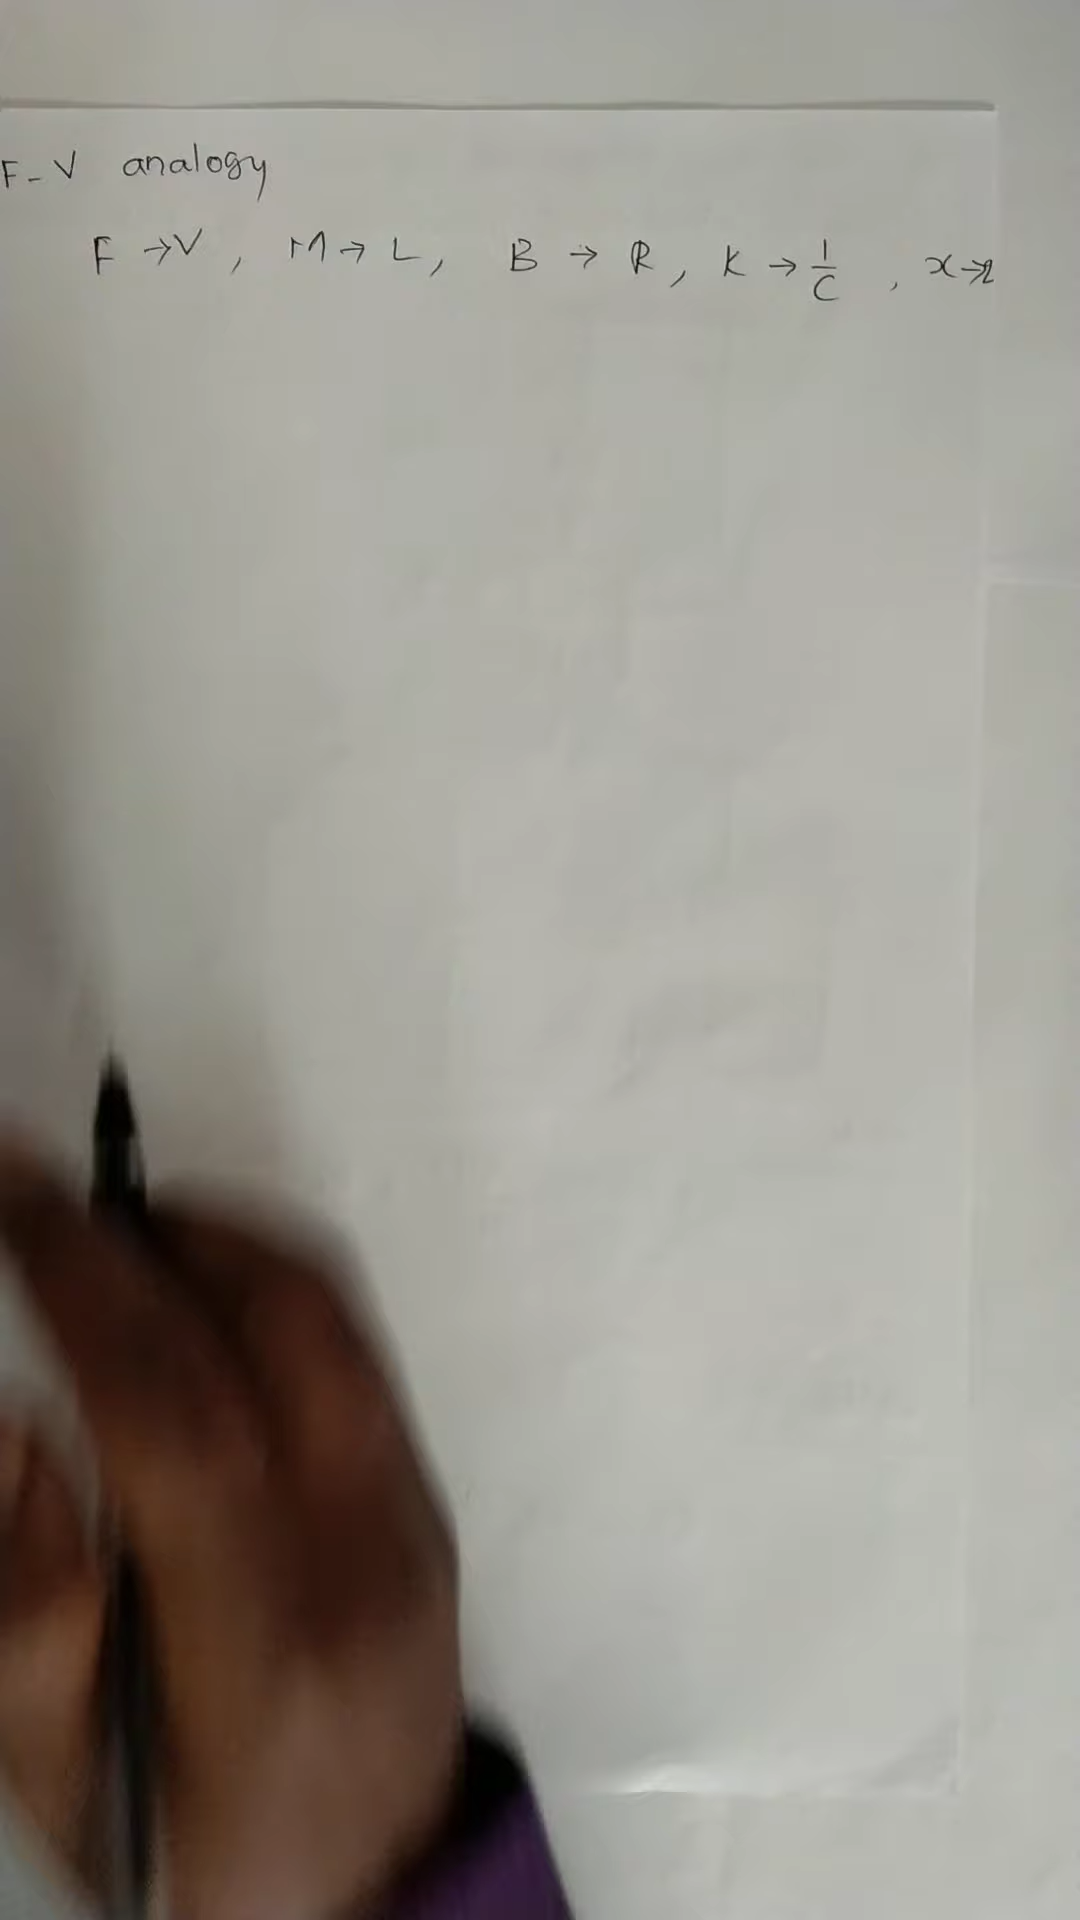 F-V analogy
F → V , M → L, B → R, K → 1/C , x →